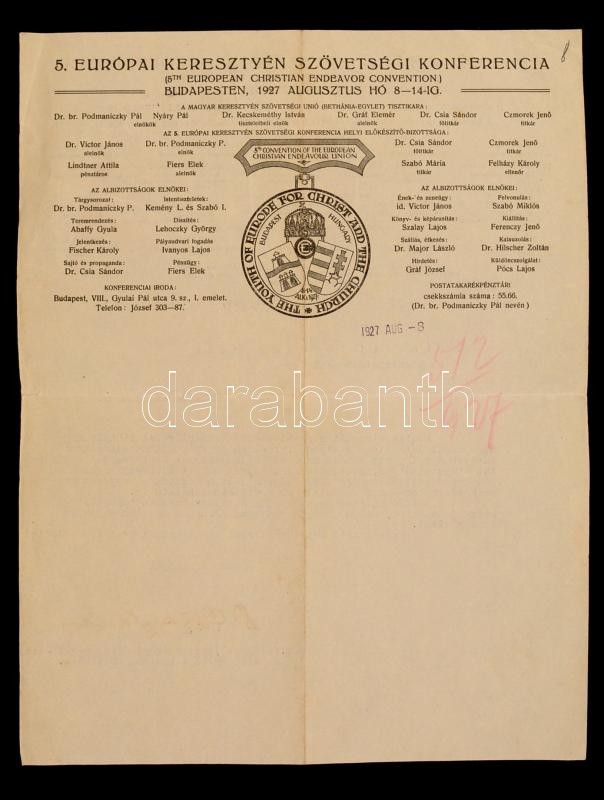 8
5. EURÓPAI KERESZTYÉN SZÖVETSÉGI KONFERENCIA
(5TH EUROPEAN CHRISTIAN ENDEAVOR CONVENTION)
BUDAPESTEN, 1927 AUGUSZTUS HÓ 8—14-IG.
A MAGYAR KERESZTYÉN SZÖVETSÉGI UNIÓ (BETHÁNIA-EGYLET) TISZTIKARA:
Dr. br. Podmaniczky Pál Nyáry Pál Dr. Kecskeméthy István Dr. Gráf Elemér Dr. Csia Sándor Czmorek Jenő
elnökök tiszteletbeli elnök alelnök főtitkár titkár
AZ 5. EURÓPAI KERESZTYÉN SZÖVETSÉGI KONFERENCIA HELYI ELŐKÉSZÍTŐ-BIZOTTSÁGA:
Dr. Victor János Dr. br. Podmaniczky P. Dr. Csia Sándor Czmorek Jenő
alelnök elnök főtitkár titkár
Lindtner Attila Fiers Elek Szabó Mária Felházy Károly
pénztáros alelnök titkár ellenőr
AZ ALBIZOTTSÁGOK ELNÖKEI:
Tárgysorozat: Istentiszteletek:
Dr. br. Podmaniczky P. Kemény L. és Szabó I.
Teremrendezés: Díszítés:
Abaffy Gyula Lehoczky György
Jelentkezés: Pályaudvari fogadás
Fischer Károly Ivanyos Lajos
Sajtó és propaganda: Pénzügy:
Dr. Csia Sándor Fiers Elek
KONFERENCIAI IRODA:
Budapest, VIII., Gyulai Pál utca 9. sz., I. emelet.
Telefon: József 303—87.
5TH CONVENTION OF THE EUROPEAN
CHRISTIAN ENDEAVOUR UNION
THE YOUTH OF EUROPE FOR CHRIST AND THE CHURCH
BUDAPEST HUNGARY
CE
8-14
AUG. 1927
AZ ALBIZOTTSÁGOK ELNÖKEI:
Ének- és zeneügy: Felvonulás:
id. Victor János Szabó Miklós
Könyv- és képárusítás: Kiállítás:
Szalay Lajos Ferenczy Jenő
Szállás, étkezés: Kalauzolás:
Dr. Major László Dr. Hilscher Zoltán
Hirdetés: Küldöncszolgálat:
Gráf József Pócs Lajos
POSTATAKARÉKPÉNZTÁRI
csekkszámla száma: 55.66.
(Dr. br. Podmaniczky Pál nevén)
1927 AUG -8
darabanth